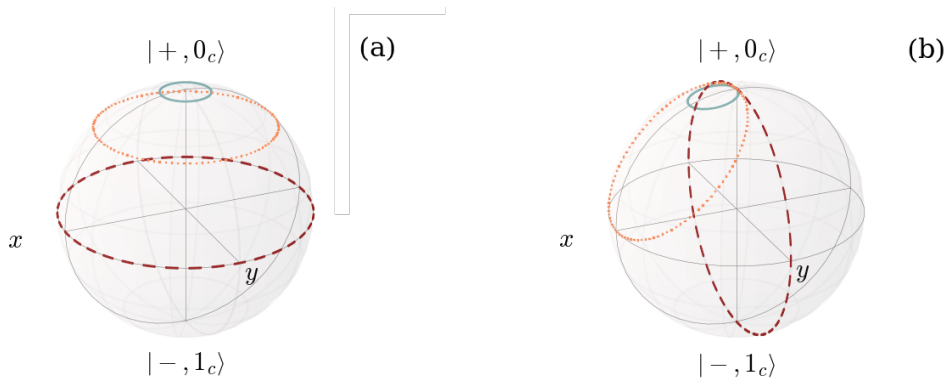 (a)
| +, 0_c⟩
x
y
| −, 1_c⟩
(b)
| +, 0_c⟩
x
y
| −, 1_c⟩